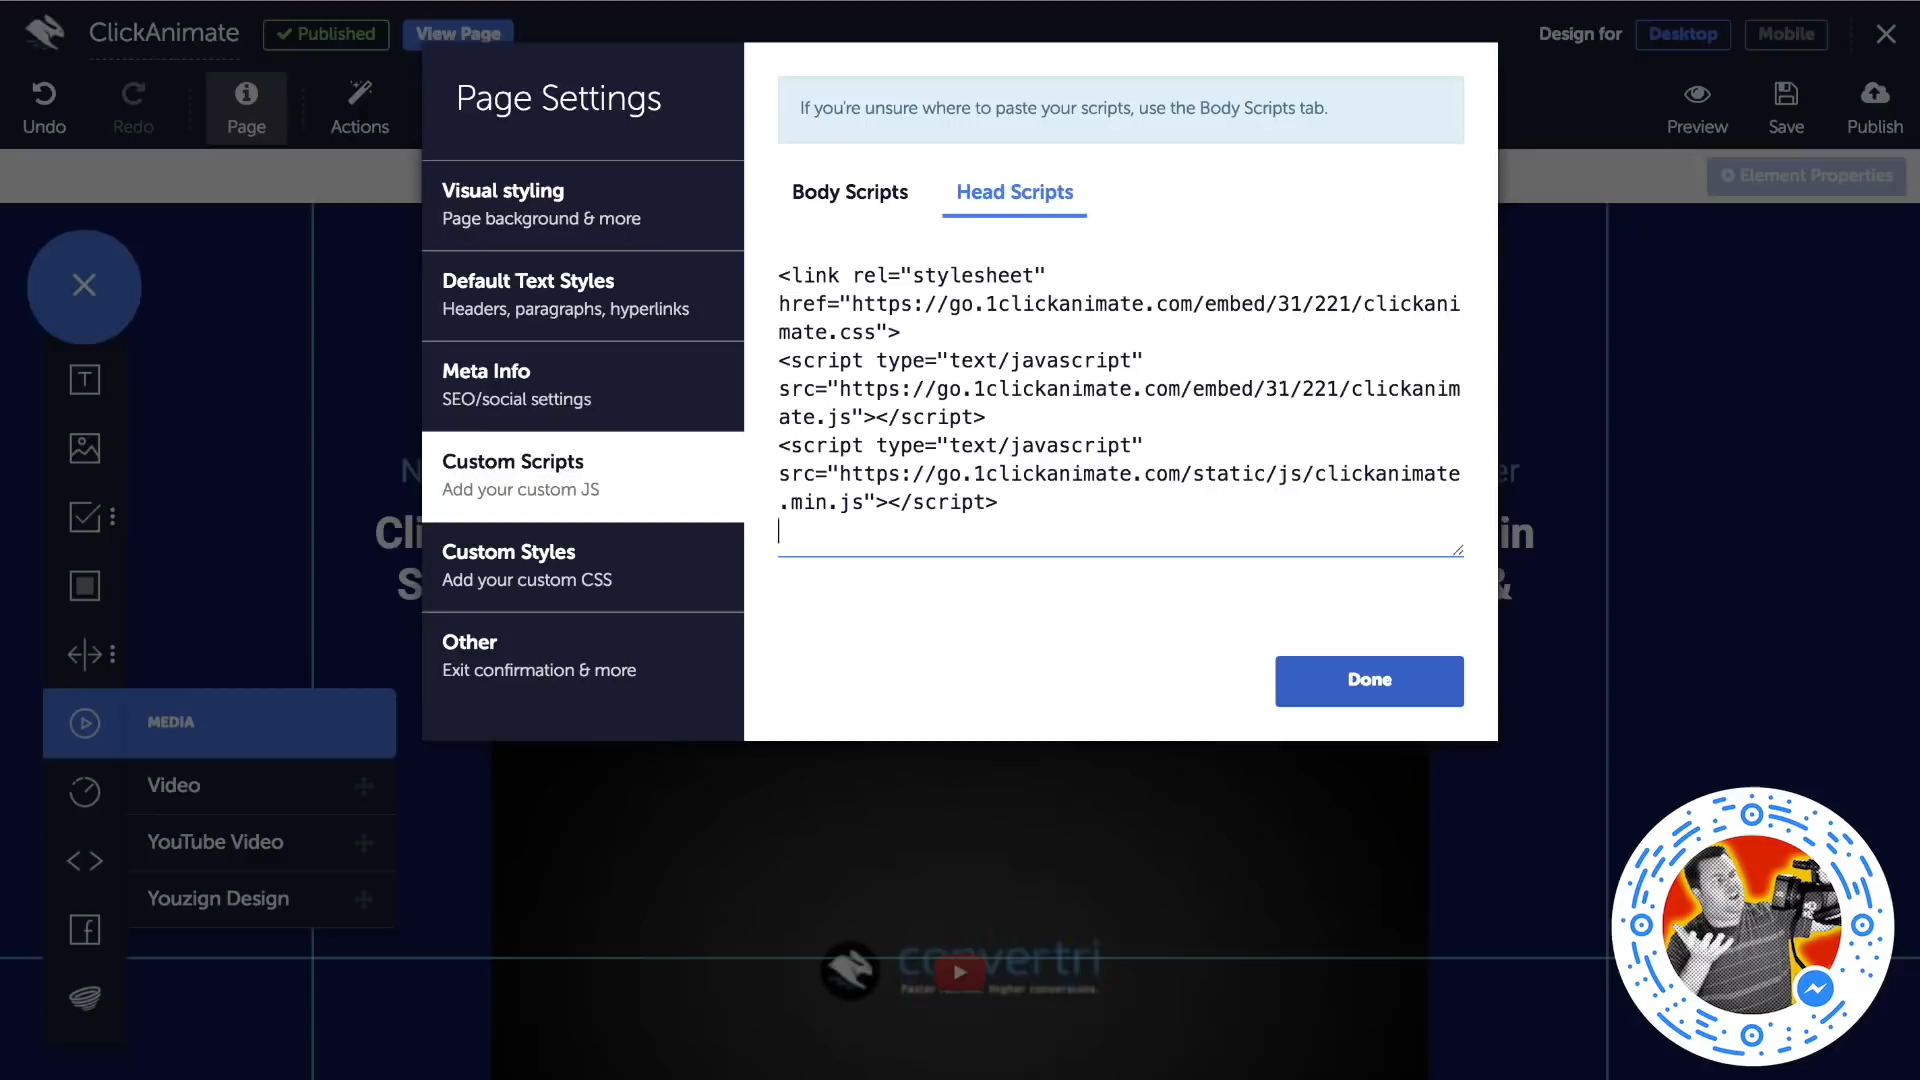 ClickAnimate
Published
View Page
Design for
Desktop
Mobile
Undo
Redo
Page
Actions
Preview
Save
Publish
Element Properties
Page Settings
Visual styling
Page background & more
Default Text Styles
Headers, paragraphs, hyperlinks
Meta Info
SEO/social settings
Custom Scripts
Add your custom JS
Custom Styles
Add your custom CSS
Other
Exit confirmation & more
If you're unsure where to paste your scripts, use the Body Scripts tab.
Body Scripts
Head Scripts
<link rel="stylesheet"
href="https://go.1clickanimate.com/embed/31/221/clickani
mate.css">
<script type="text/javascript"
src="https://go.1clickanimate.com/embed/31/221/clickanim
ate.js"></script>
<script type="text/javascript"
src="https://go.1clickanimate.com/static/js/clickanimate
.min.js"></script>
Done
MEDIA
Video
YouTube Video
Youzign Design
convertri
Higher conversions.